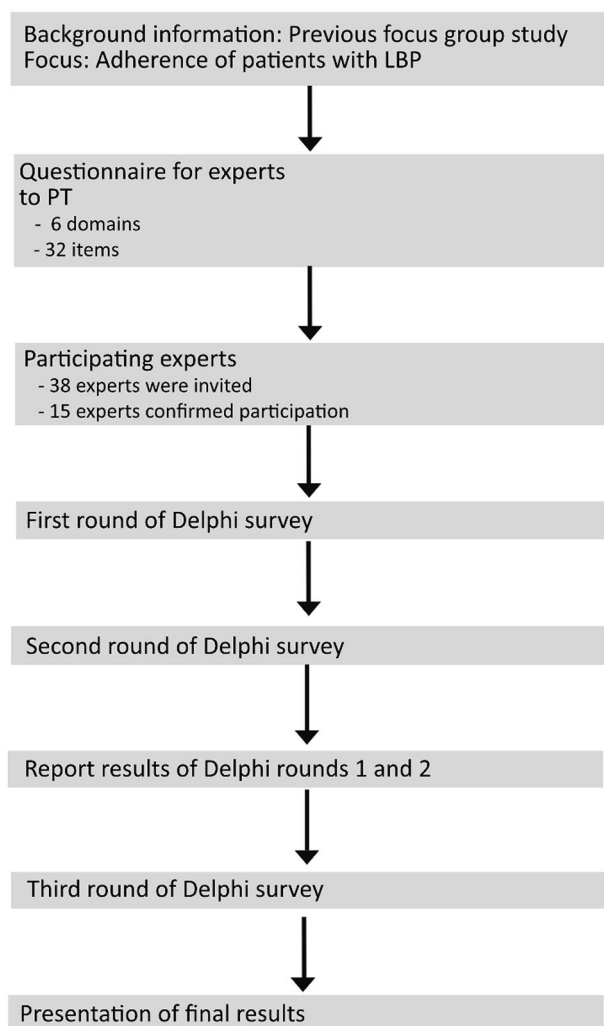 Background information: Previous focus group study
Focus: Adherence of patients with LBP
Questionnaire for experts
to PT
- 6 domains
- 32 items
Participating experts
- 38 experts were invited
- 15 experts confirmed participation
First round of Delphi survey
Second round of Delphi survey
Report results of Delphi rounds 1 and 2
Third round of Delphi survey
Presentation of final results